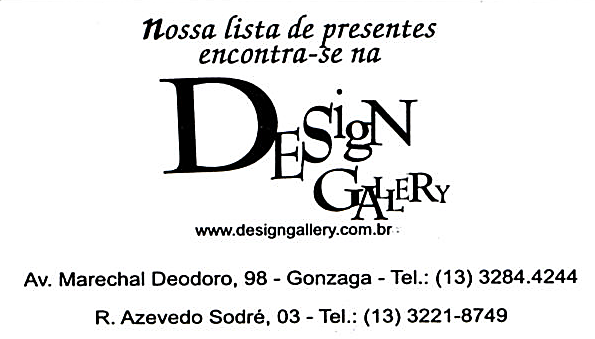 Nossa lista de presentes
encontra-se na
DESigN
GALLERY
www.designgallery.com.br
Av. Marechal Deodoro, 98 - Gonzaga - Tel.: (13) 3284.4244
R. Azevedo Sodré, 03 - Tel.: (13) 3221-8749